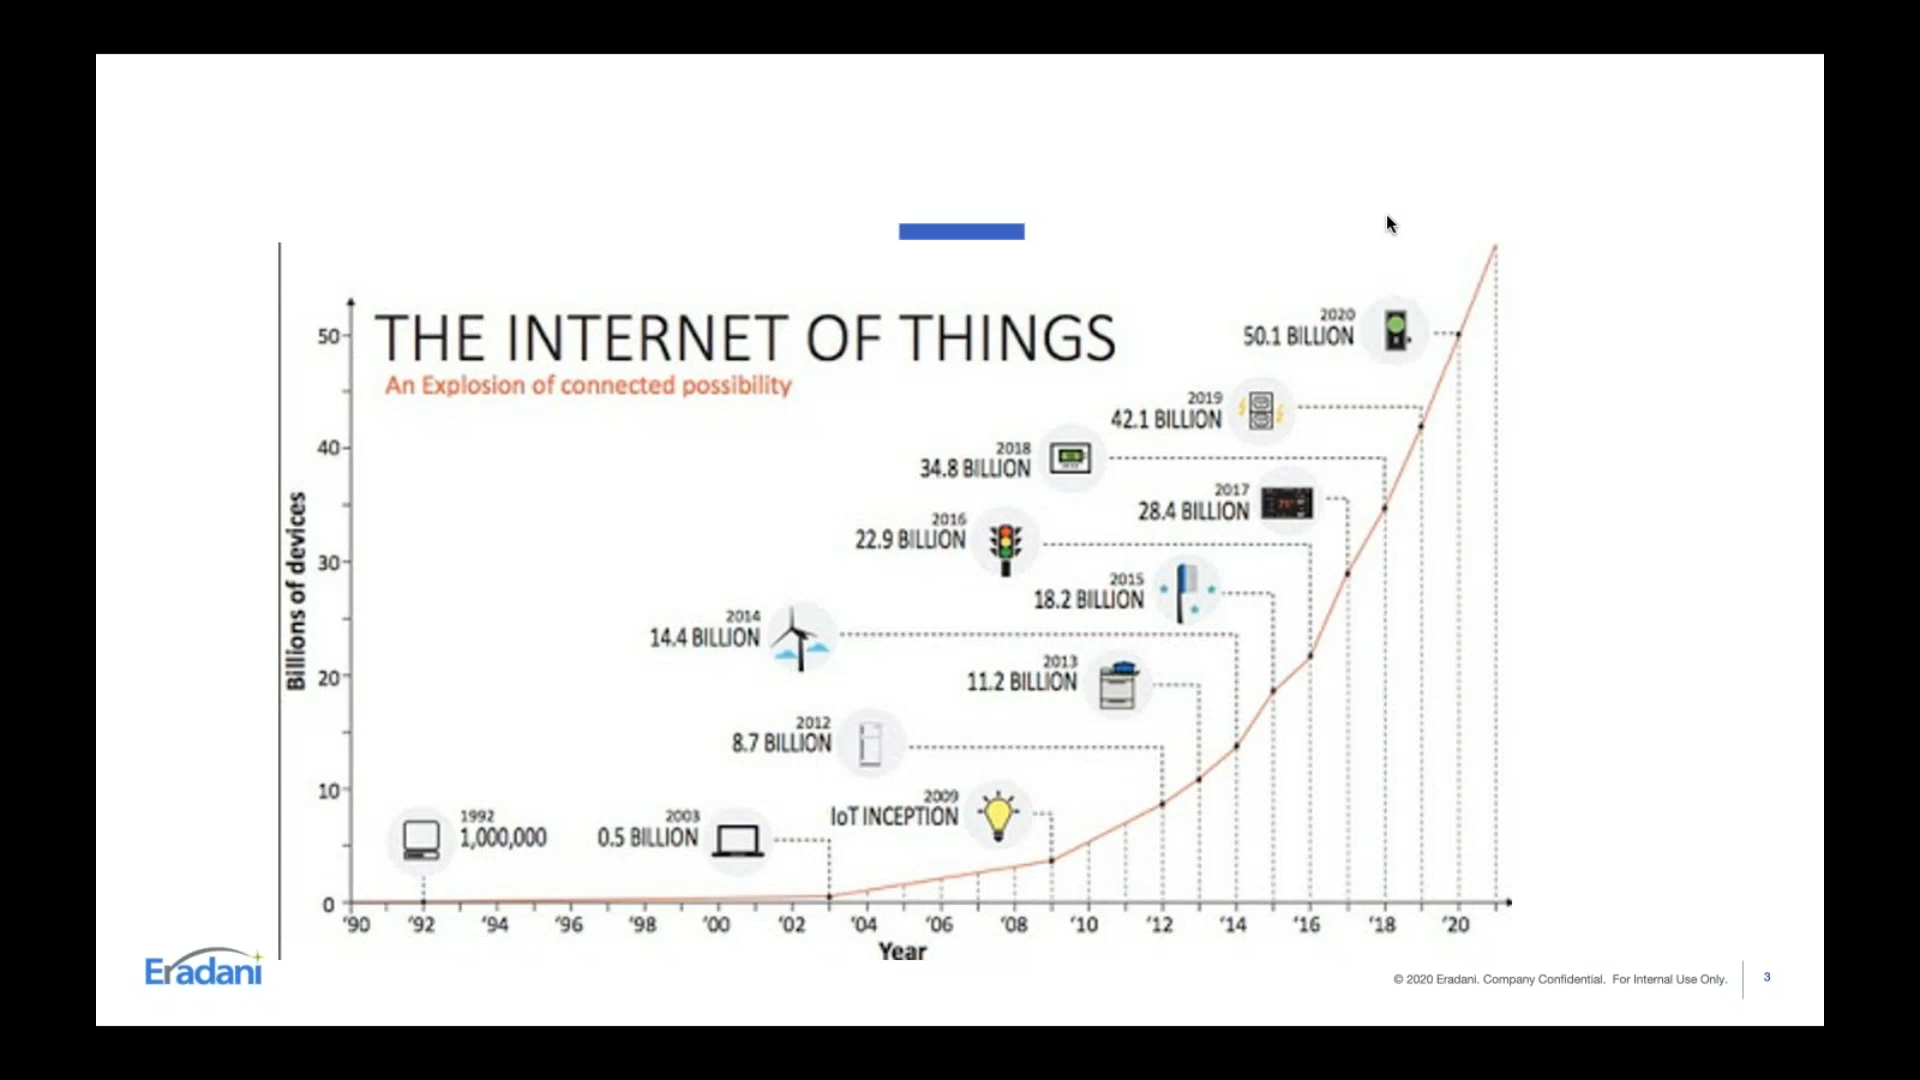 THE INTERNET OF THINGS
An Explosion of connected possibility
2020
50.1 BILLION
2019
42.1 BILLION
2018
34.8 BILLION
2017
28.4 BILLION
2016
22.9 BILLION
2015
18.2 BILLION
2014
14.4 BILLION
2013
11.2 BILLION
2012
8.7 BILLION
2009
IoT INCEPTION
2003
0.5 BILLION
1992
1,000,000
Billions of devices
50
40
30
20
10
0
'90 '92 '94 '96 '98 '00 '02 '04 '06 '08 '10 '12 '14 '16 '18 '20
Year
Eradani
© 2020 Eradani. Company Confidential. For Internal Use Only.
3